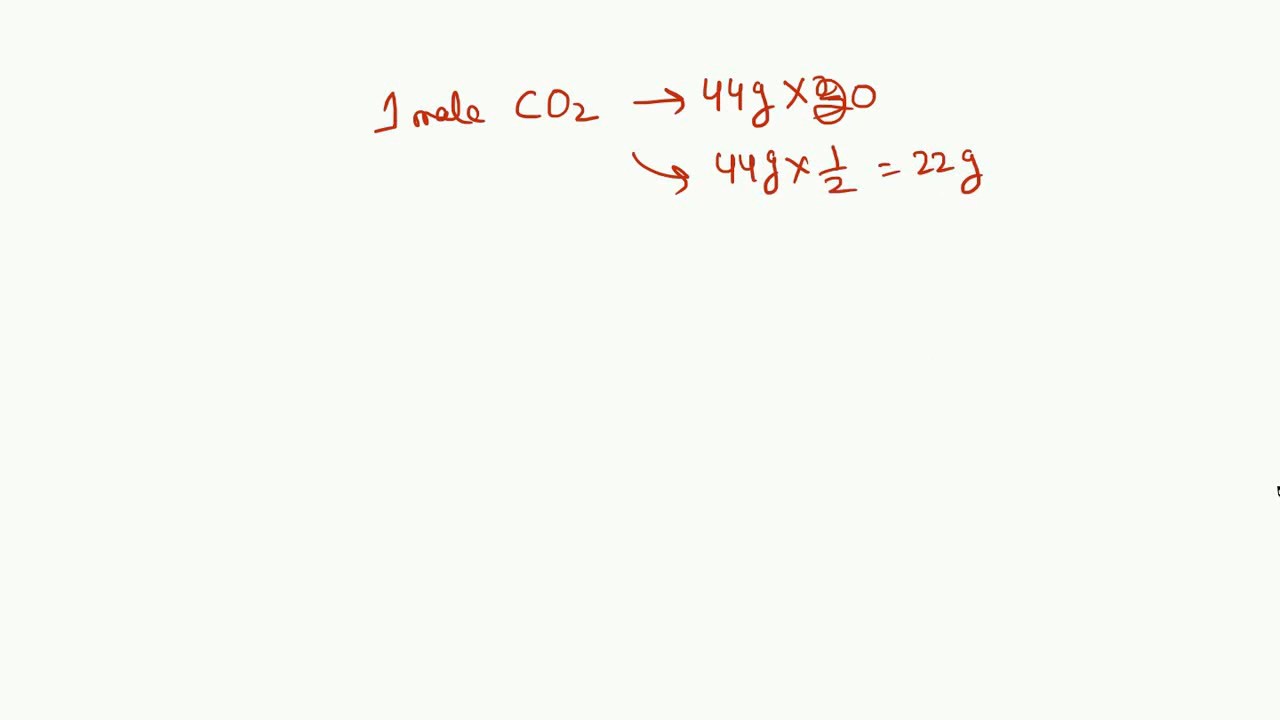 1 mole CO₂ → 44g × 0
↘ 44g × 1/2 = 22g